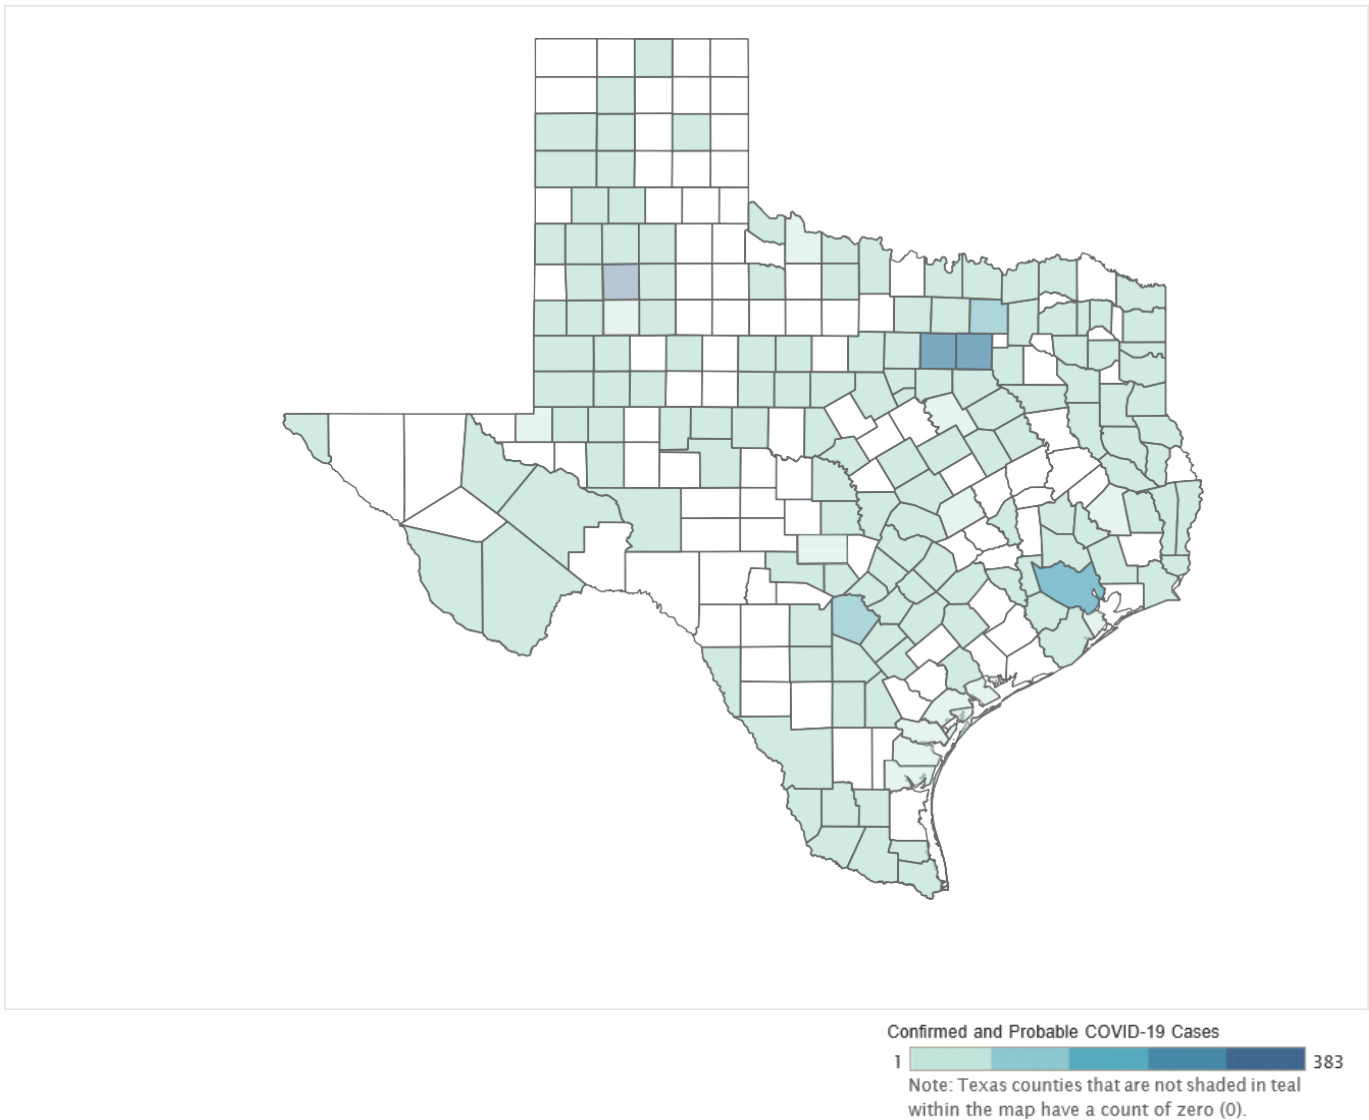 Confirmed and Probable COVID-19 Cases
1 383
Note: Texas counties that are not shaded in teal
within the map have a count of zero (0).